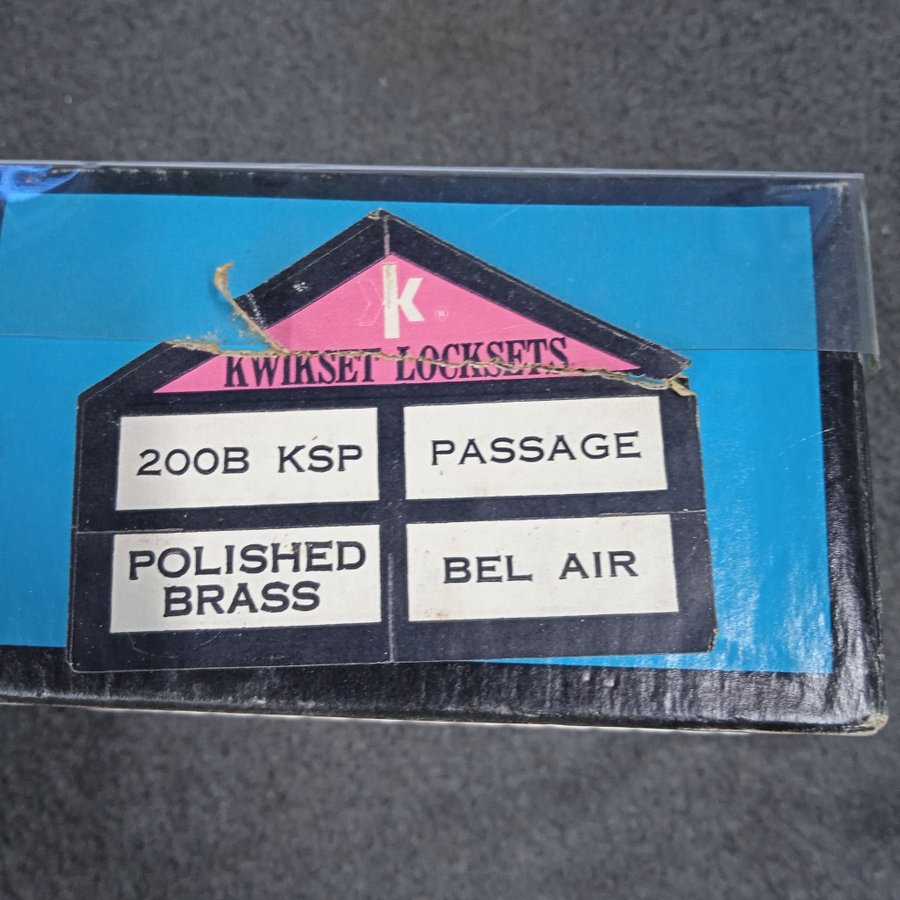 k®
KWIKSET LOCKSETS
200B KSP
PASSAGE
POLISHED
BRASS
BEL AIR